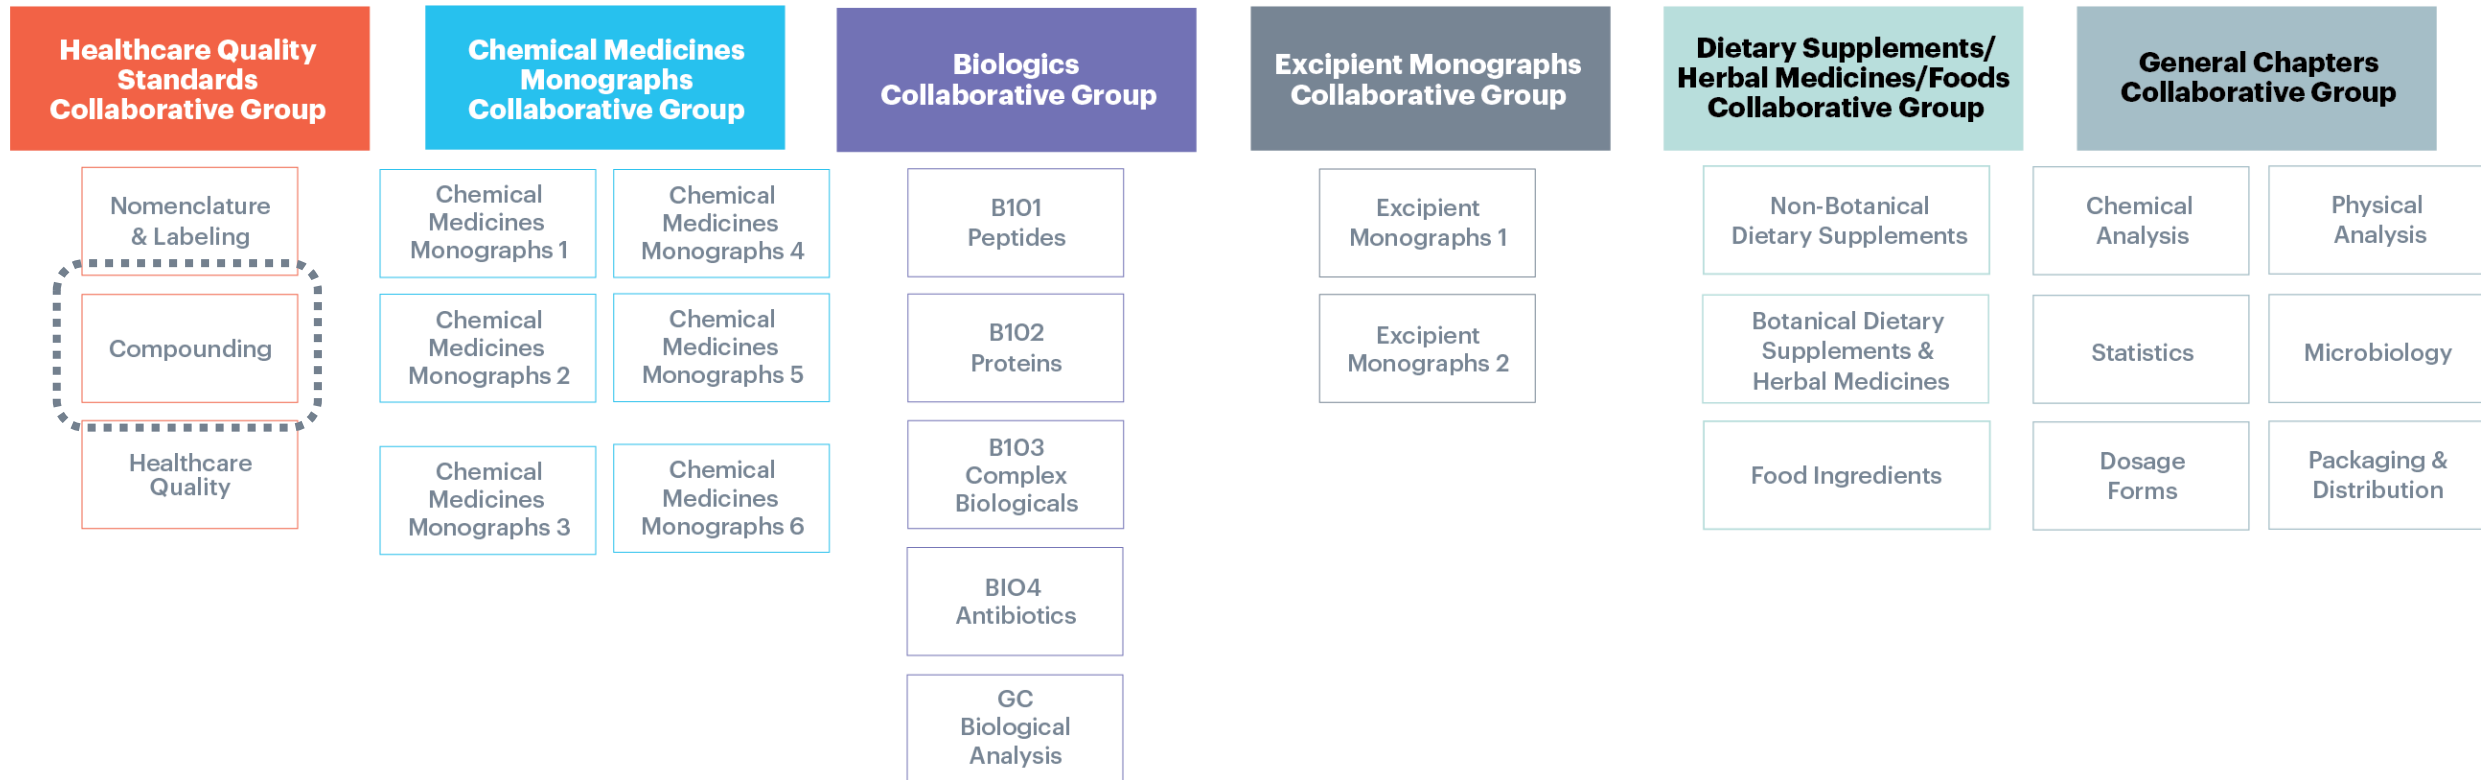 Healthcare Quality
Standards
Collaborative Group
Chemical Medicines
Monographs
Collaborative Group
Biologics
Collaborative Group
Excipient Monographs
Collaborative Group
Dietary Supplements/
Herbal Medicines/Foods
Collaborative Group
General Chapters
Collaborative Group
Nomenclature
& Labeling
Compounding
Healthcare
Quality
Chemical
Medicines
Monographs 1
Chemical
Medicines
Monographs 4
Chemical
Medicines
Monographs 2
Chemical
Medicines
Monographs 5
Chemical
Medicines
Monographs 3
Chemical
Medicines
Monographs 6
B101
Peptides
B102
Proteins
B103
Complex
Biologicals
BIO4
Antibiotics
GC
Biological
Analysis
Excipient
Monographs 1
Excipient
Monographs 2
Non-Botanical
Dietary Supplements
Botanical Dietary
Supplements &
Herbal Medicines
Food Ingredients
Chemical
Analysis
Physical
Analysis
Statistics
Microbiology
Dosage
Forms
Packaging &
Distribution